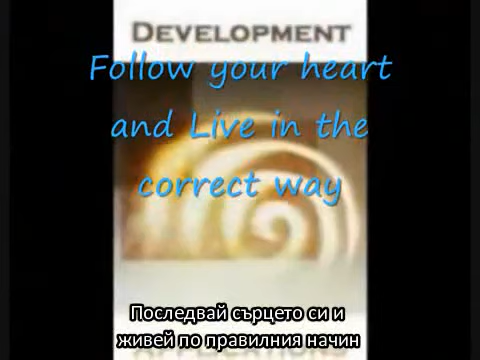 DEVELOPMENT
Follow your heart
and Live in the
correct way
Последвай сърцето си и
живей по правилния начин